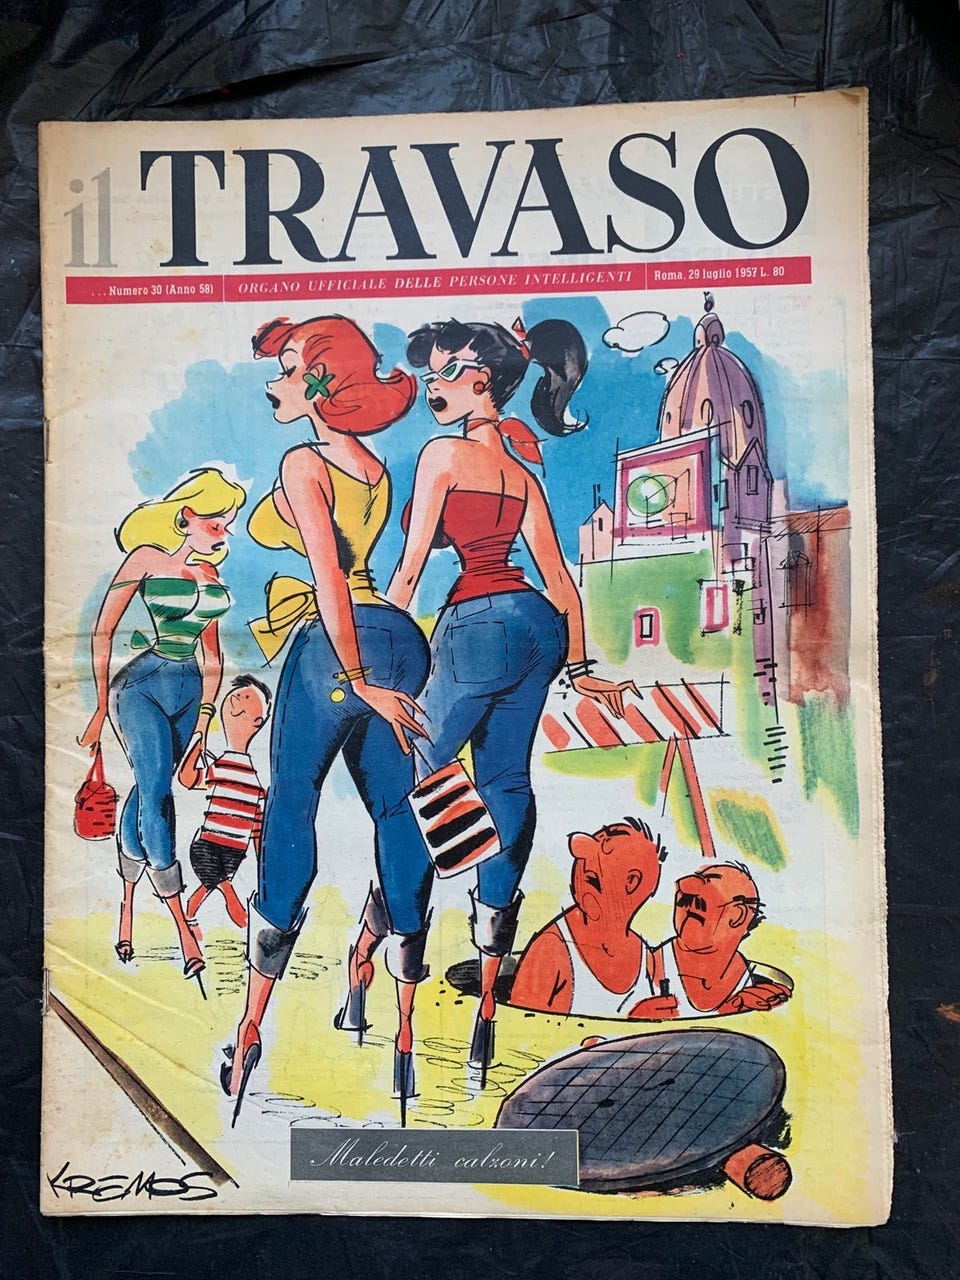 il TRAVASO
...Numero 30 (Anno 58) ORGANO UFFICIALE DELLE PERSONE INTELLIGENTI Roma, 29 luglio 1957 L. 80
Maledetti calzoni!
KREMOS